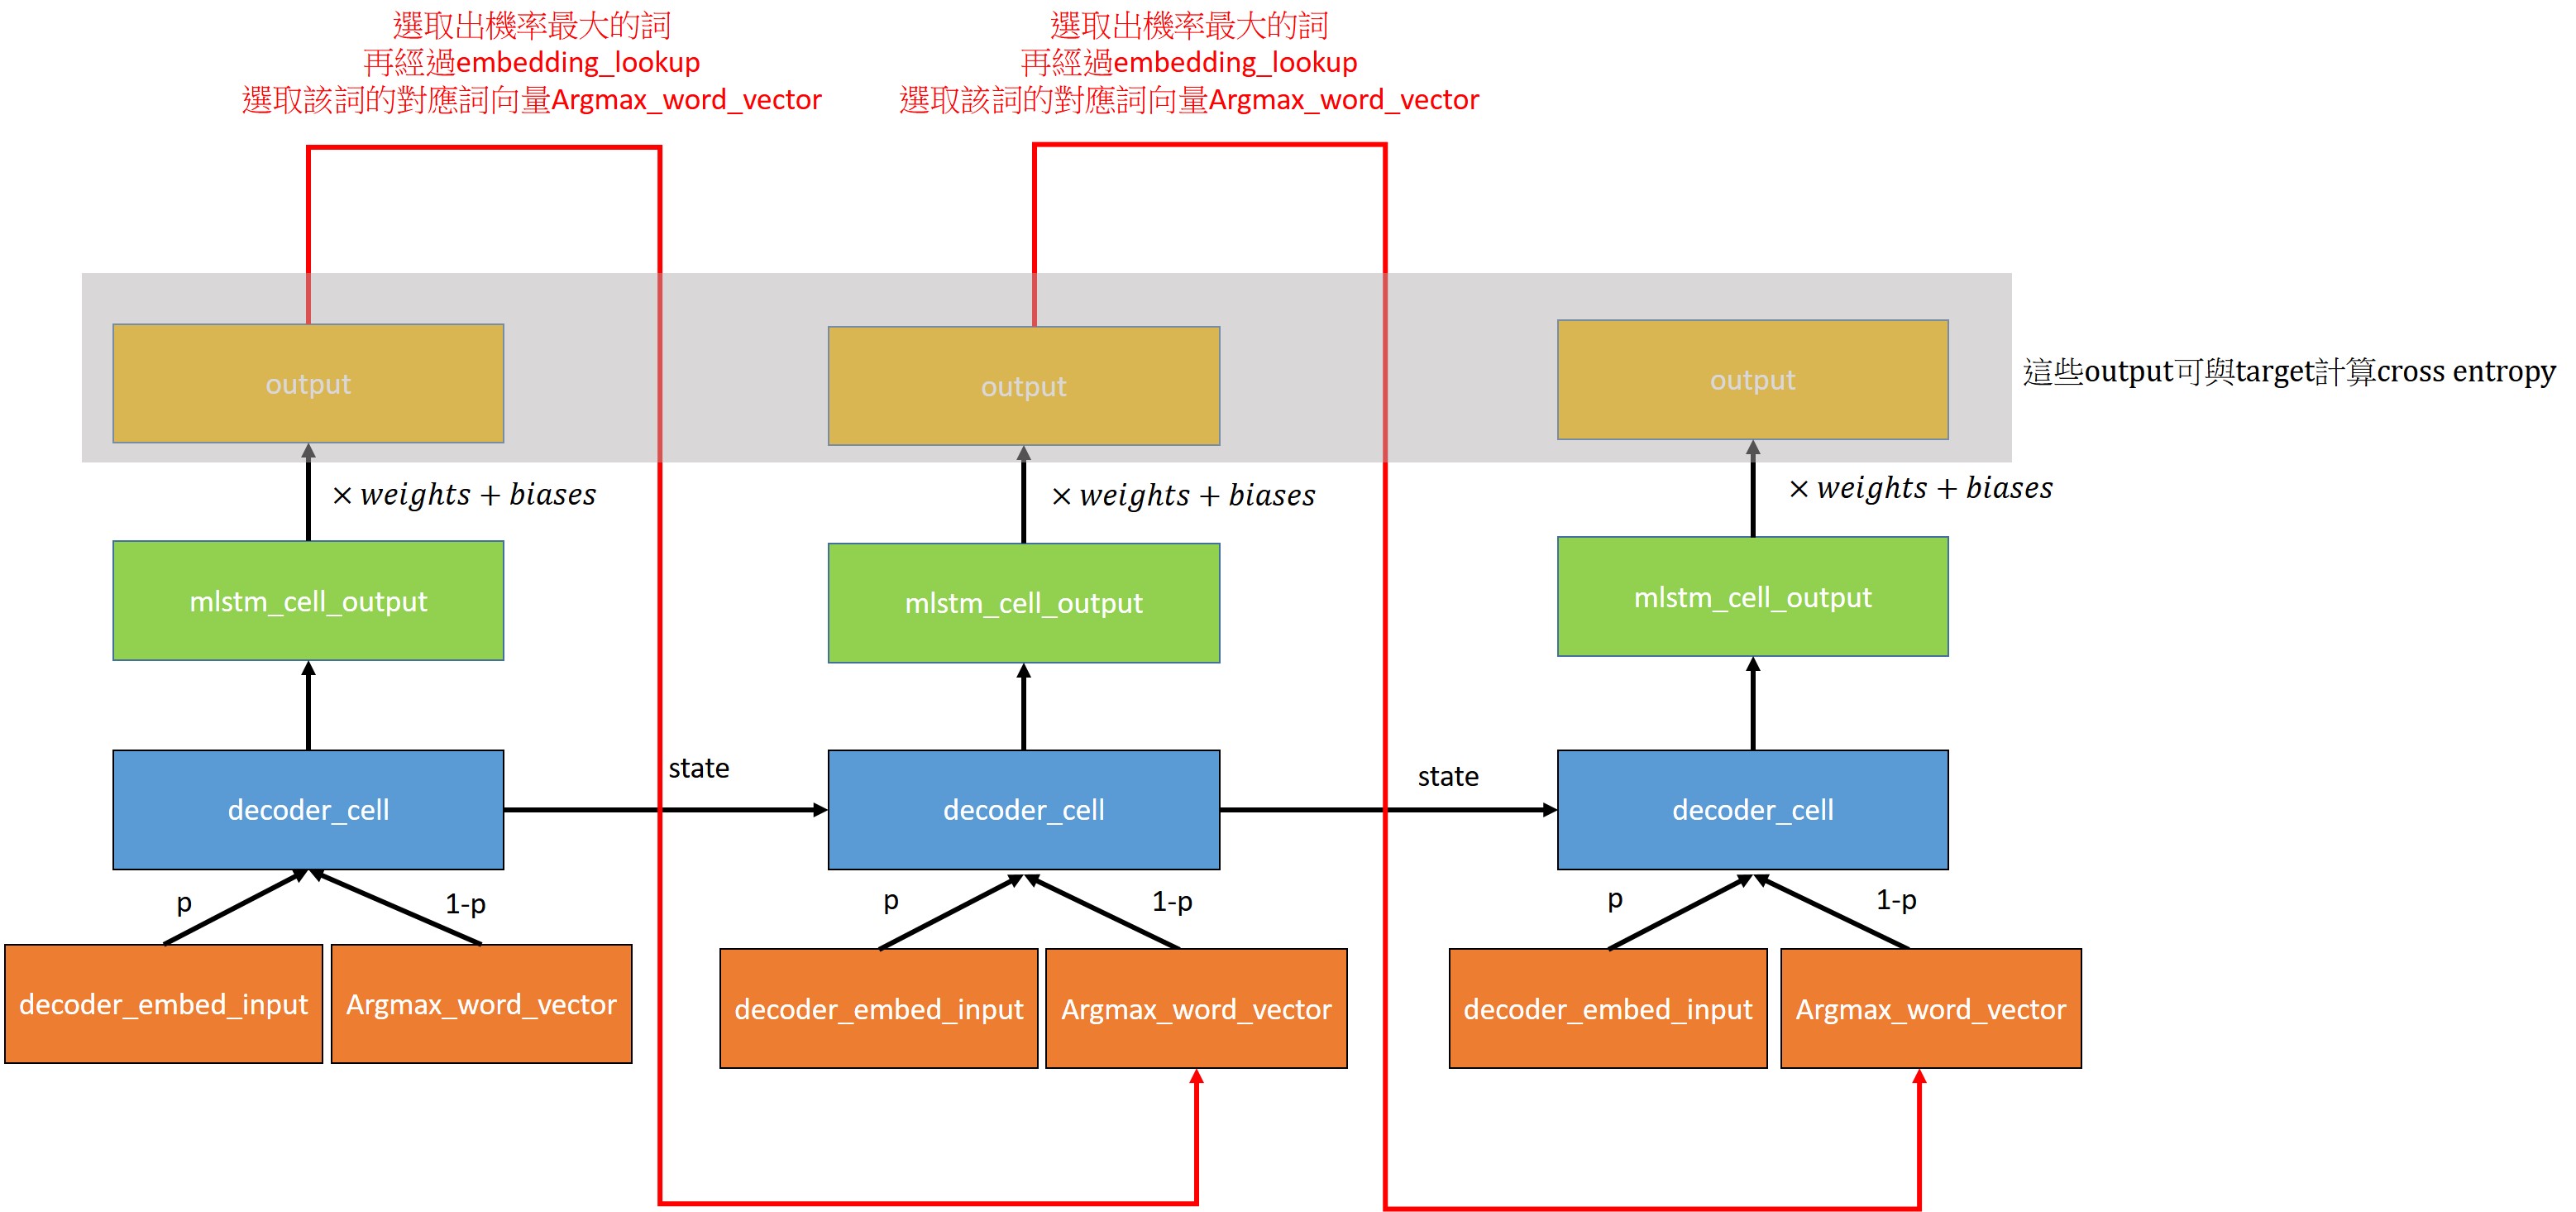 選取出機率最大的詞
再經過embedding_lookup
選取該詞的對應詞向量Argmax_word_vector
選取出機率最大的詞
再經過embedding_lookup
選取該詞的對應詞向量Argmax_word_vector
output
output
output
這些output可與target計算cross entropy
× weights + biases
× weights + biases
× weights + biases
mlstm_cell_output
mlstm_cell_output
mlstm_cell_output
state
state
decoder_cell
decoder_cell
decoder_cell
p
1-p
p
1-p
p
1-p
decoder_embed_input
Argmax_word_vector
decoder_embed_input
Argmax_word_vector
decoder_embed_input
Argmax_word_vector